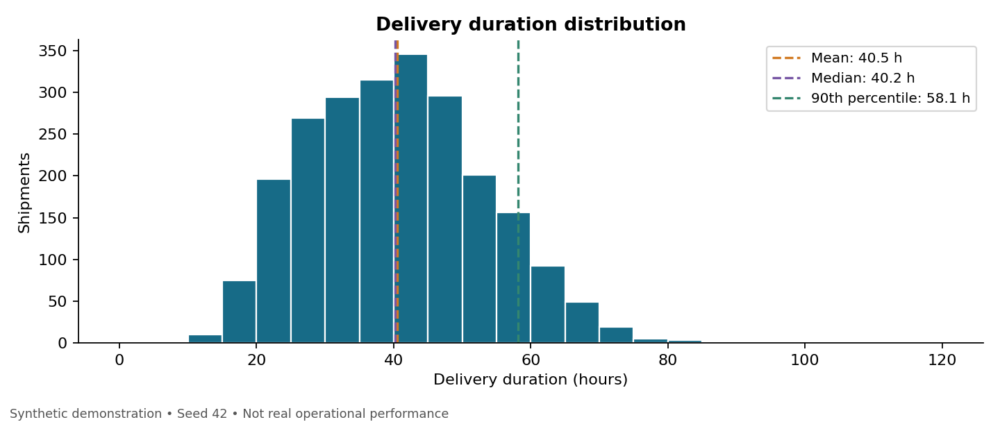 Delivery duration distribution
Mean: 40.5 h
Median: 40.2 h
90th percentile: 58.1 h
Shipments
350
300
250
200
150
100
50
0
0 20 40 60 80 100 120
Delivery duration (hours)
Synthetic demonstration • Seed 42 • Not real operational performance